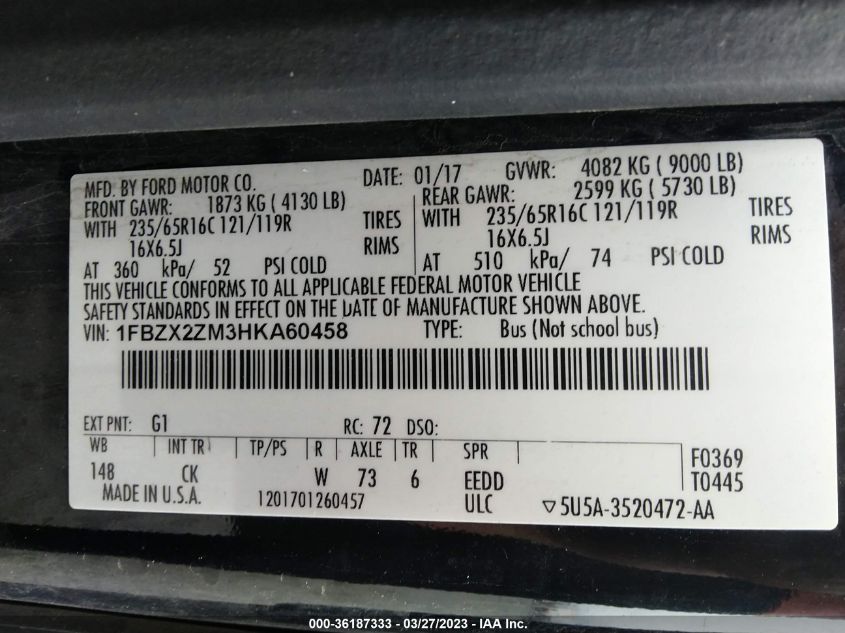 MFD. BY FORD MOTOR CO. DATE: 01/17 GVWR: 4082 KG ( 9000 LB)
FRONT GAWR: 1873 KG ( 4130 LB) REAR GAWR: 2599 KG ( 5730 LB)
WITH 235/65R16C 121/119R TIRES WITH 235/65R16C 121/119R TIRES
16X6.5J RIMS 16X6.5J RIMS
AT 360 kPa/ 52 PSI COLD AT 510 kPa/ 74 PSI COLD
THIS VEHICLE CONFORMS TO ALL APPLICABLE FEDERAL MOTOR VEHICLE
SAFETY STANDARDS IN EFFECT ON THE DATE OF MANUFACTURE SHOWN ABOVE.
VIN: 1FBZX2ZM3HKA60458 TYPE: Bus (Not school bus)
EXT PNT: G1 RC: 72 DSO:
WB INT TR TP/PS R AXLE TR SPR F0369
148 CK W 73 6 EEDD T0445
MADE IN U.S.A. 1201701260457 ULC ▽5U5A-3520472-AA
000-36187333 - 03/27/2023 - IAA Inc.